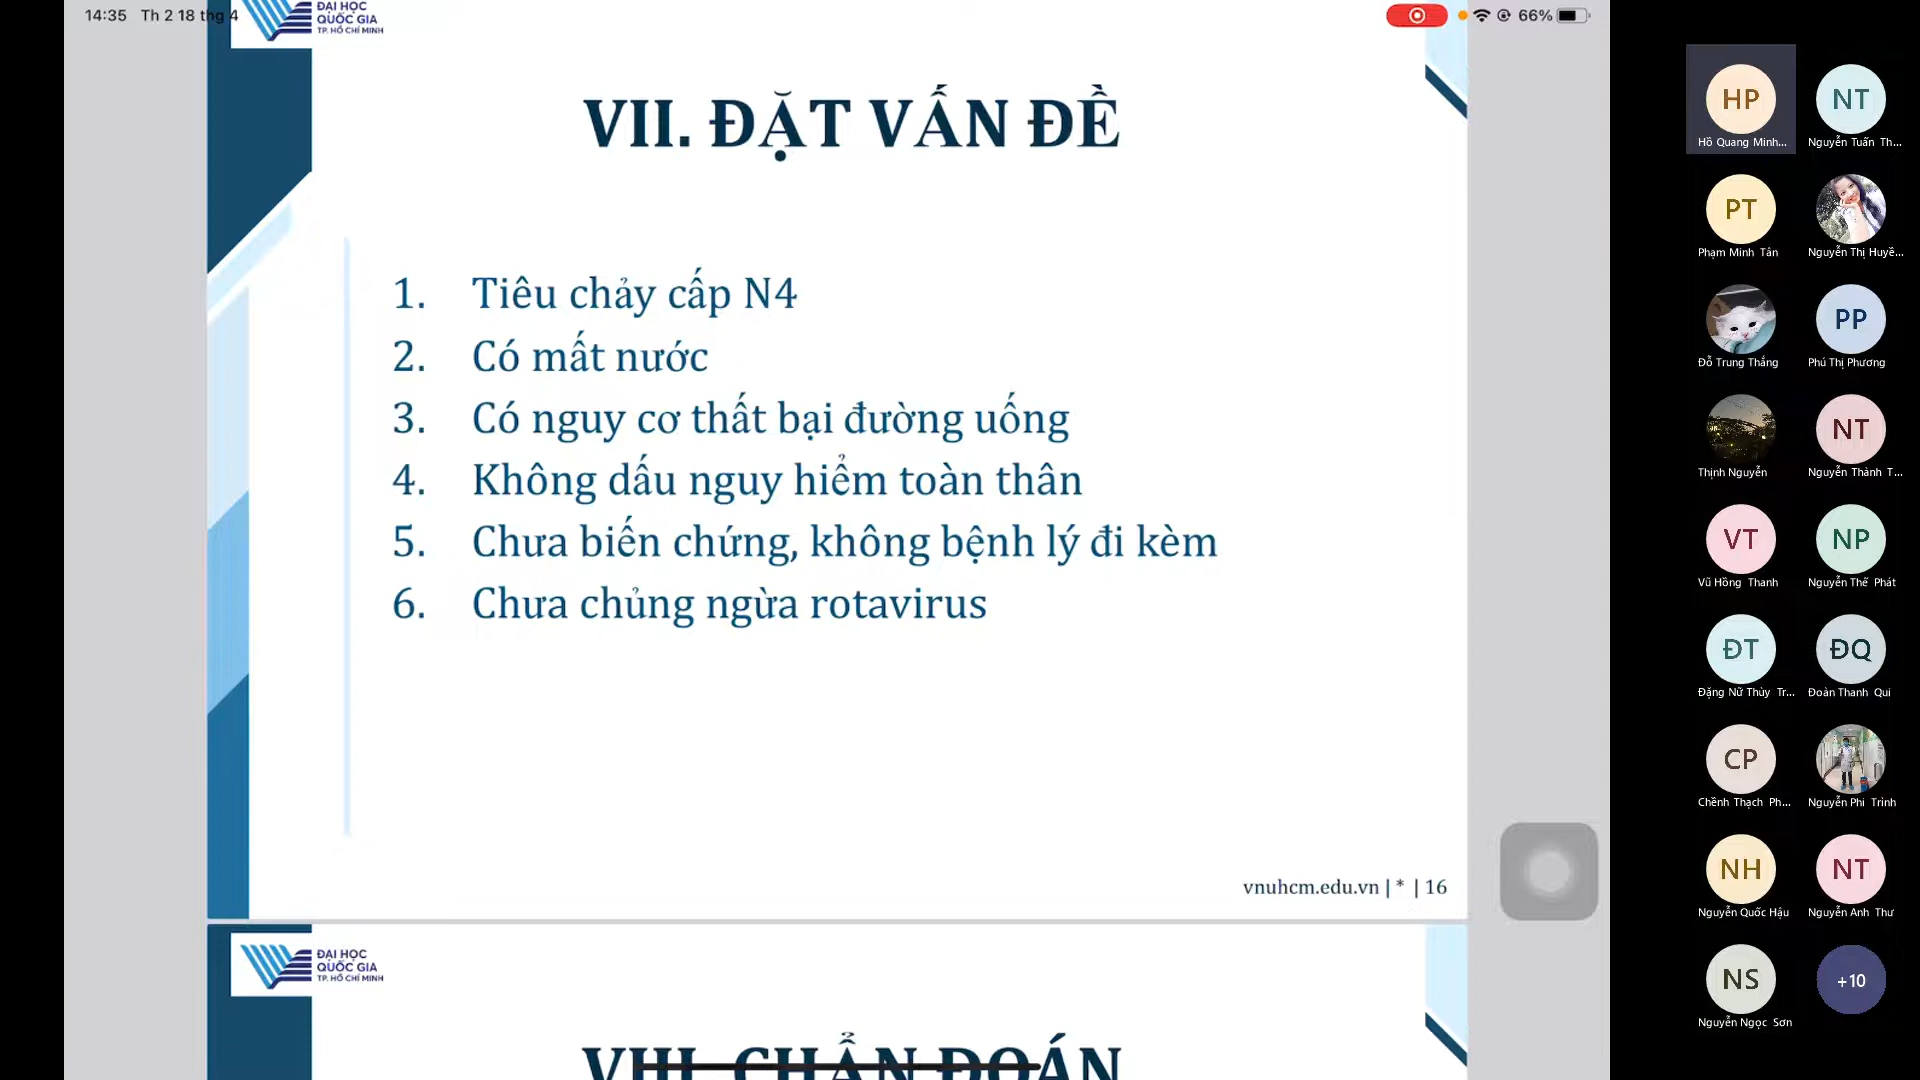 14:35 Th 2 18 thg 4
66%
ĐẠI HỌC
QUỐC GIA
TP. HỒ CHÍ MINH
VII. ĐẶT VẤN ĐỀ
1. Tiêu chảy cấp N4
2. Có mất nước
3. Có nguy cơ thất bại đường uống
4. Không dấu nguy hiểm toàn thân
5. Chưa biến chứng, không bệnh lý đi kèm
6. Chưa chủng ngừa rotavirus
vnuhcm.edu.vn | * | 16
ĐẠI HỌC
QUỐC GIA
TP. HỒ CHÍ MINH
VIII. CHẨN ĐOÁN
HP NT
Hồ Quang Minh... Nguyễn Tuấn Th...
PT
Phạm Minh Tân Nguyễn Thị Huyề...
PP
Đỗ Trung Thắng Phú Thị Phương
NT
Thịnh Nguyễn Nguyễn Thành T...
VT NP
Vũ Hồng Thanh Nguyễn Thế Phát
ĐT ĐQ
Đặng Nữ Thùy Tr... Đoàn Thanh Qui
CP
Chềnh Thạch Ph... Nguyễn Phi Trình
NH NT
Nguyễn Quốc Hậu Nguyễn Anh Thư
NS +10
Nguyễn Ngọc Sơn